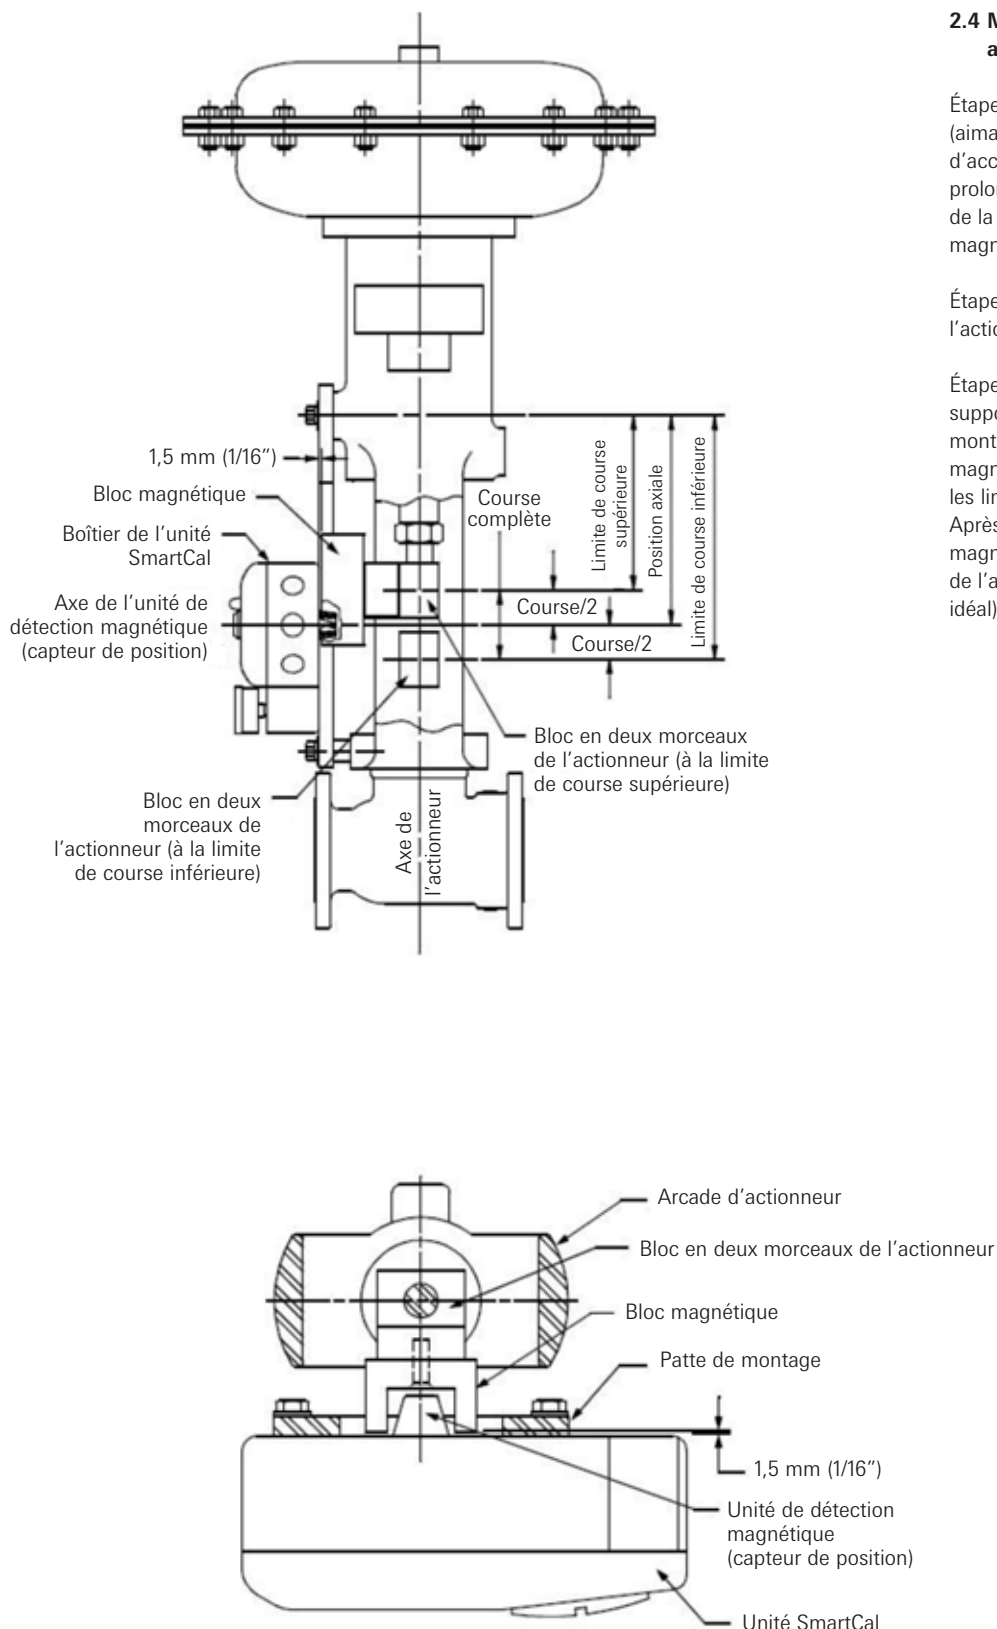 2.4 M
a
Étape
(aima
d'acc
prolo
de la
magn
Étape
l'actio
Étape
suppo
mont
magn
les lin
Après
magn
de l'a
idéal)
1,5 mm (1/16")
Bloc magnétique
Boîtier de l'unité
SmartCal
Axe de l'unité de
détection magnétique
(capteur de position)
Course
complète
Limite de course
supérieure
Position axiale
Limite de course inférieure
Course/2
Course/2
Bloc en deux morceaux
de l'actionneur (à la limite
de course supérieure)
Bloc en deux
morceaux de
l'actionneur (à la limite
de course inférieure)
Axe de
l'actionneur
Arcade d'actionneur
Bloc en deux morceaux de l'actionneur
Bloc magnétique
Patte de montage
1,5 mm (1/16")
Unité de détection
magnétique
(capteur de position)
Unité SmartCal